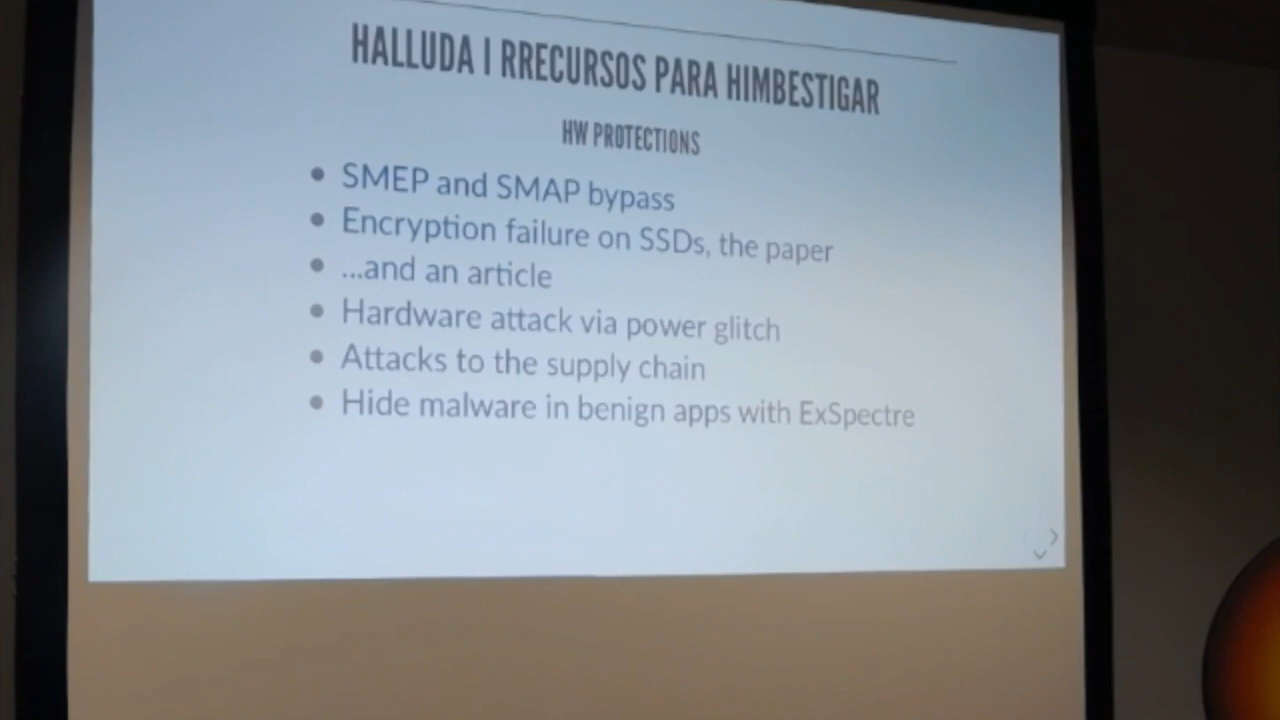 HALLUDA I RRECURSOS PARA HIMBESTIGAR
HW PROTECTIONS
• SMEP and SMAP bypass
• Encryption failure on SSDs, the paper
• ...and an article
• Hardware attack via power glitch
• Attacks to the supply chain
• Hide malware in benign apps with ExSpectre